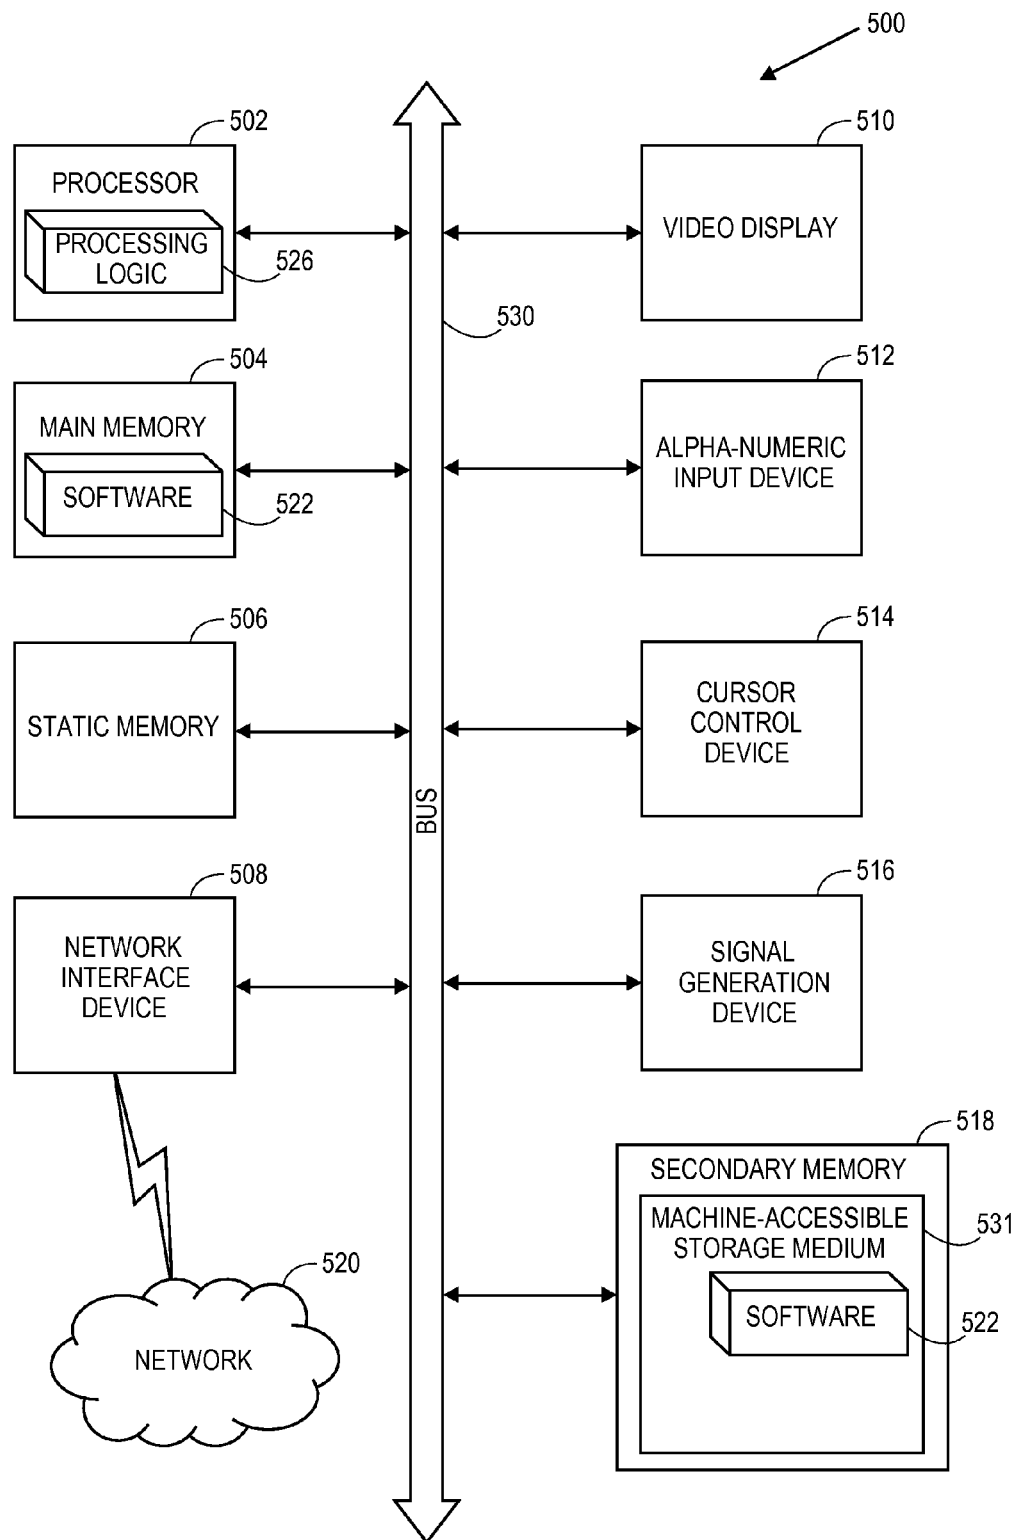 500
502
PROCESSOR
PROCESSING
LOGIC
526
510
VIDEO DISPLAY
530
504
MAIN MEMORY
SOFTWARE
522
512
ALPHA-NUMERIC
INPUT DEVICE
506
STATIC MEMORY
514
CURSOR
CONTROL
DEVICE
BUS
508
NETWORK
INTERFACE
DEVICE
516
SIGNAL
GENERATION
DEVICE
518
SECONDARY MEMORY
MACHINE-ACCESSIBLE
STORAGE MEDIUM
531
SOFTWARE
522
520
NETWORK